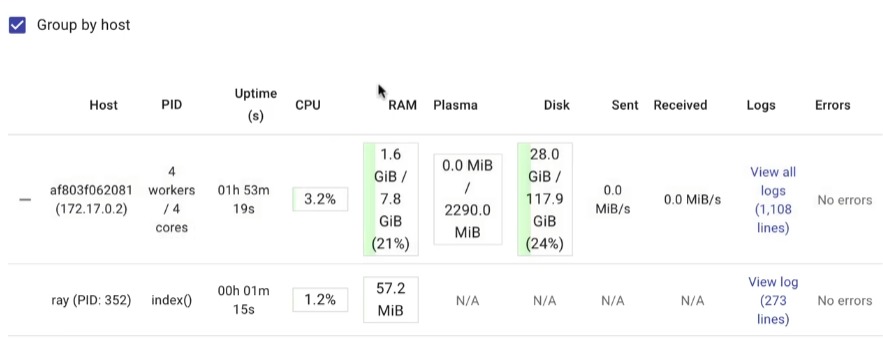 Group by host
Host PID Uptime (s) CPU RAM Plasma Disk Sent Received Logs Errors
af803f062081 (172.17.0.2) 4 workers / 4 cores 01h 53m 19s 3.2% 1.6 GiB / 7.8 GiB (21%) 0.0 MiB / 2290.0 MiB 28.0 GiB / 117.9 GiB (24%) 0.0 MiB/s 0.0 MiB/s View all logs (1,108 lines) No errors
ray (PID: 352) index() 00h 01m 15s 1.2% 57.2 MiB N/A N/A N/A N/A View log (273 lines) No errors